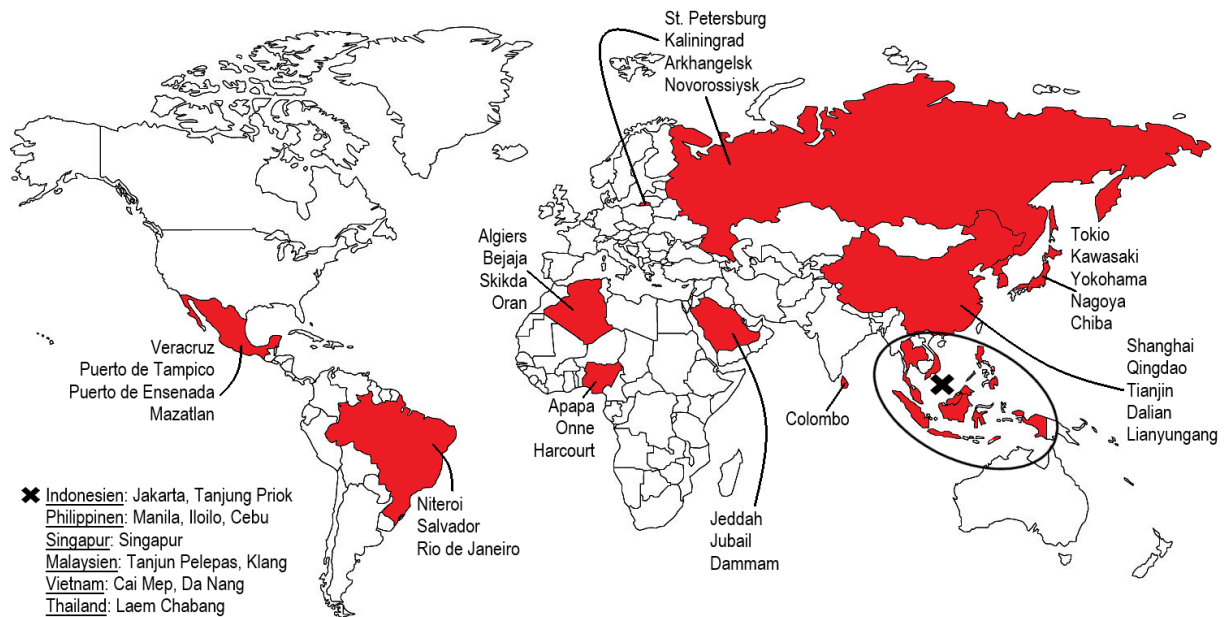 St. Petersburg
Kaliningrad
Arkhangelsk
Novorossiysk
Algiers
Bejaja
Skikda
Oran
Tokio
Kawasaki
Yokohama
Nagoya
Chiba
Veracruz
Puerto de Tampico
Puerto de Ensenada
Mazatlan
Apapa
Onne
Harcourt
Colombo
Shanghai
Qingdao
Tianjin
Dalian
Lianyungang
Niteroi
Salvador
Rio de Janeiro
Jeddah
Jubail
Dammam
Indonesien: Jakarta, Tanjung Priok
Philippinen: Manila, Iloilo, Cebu
Singapur: Singapur
Malaysien: Tanjun Pelepas, Klang
Vietnam: Cai Mep, Da Nang
Thailand: Laem Chabang